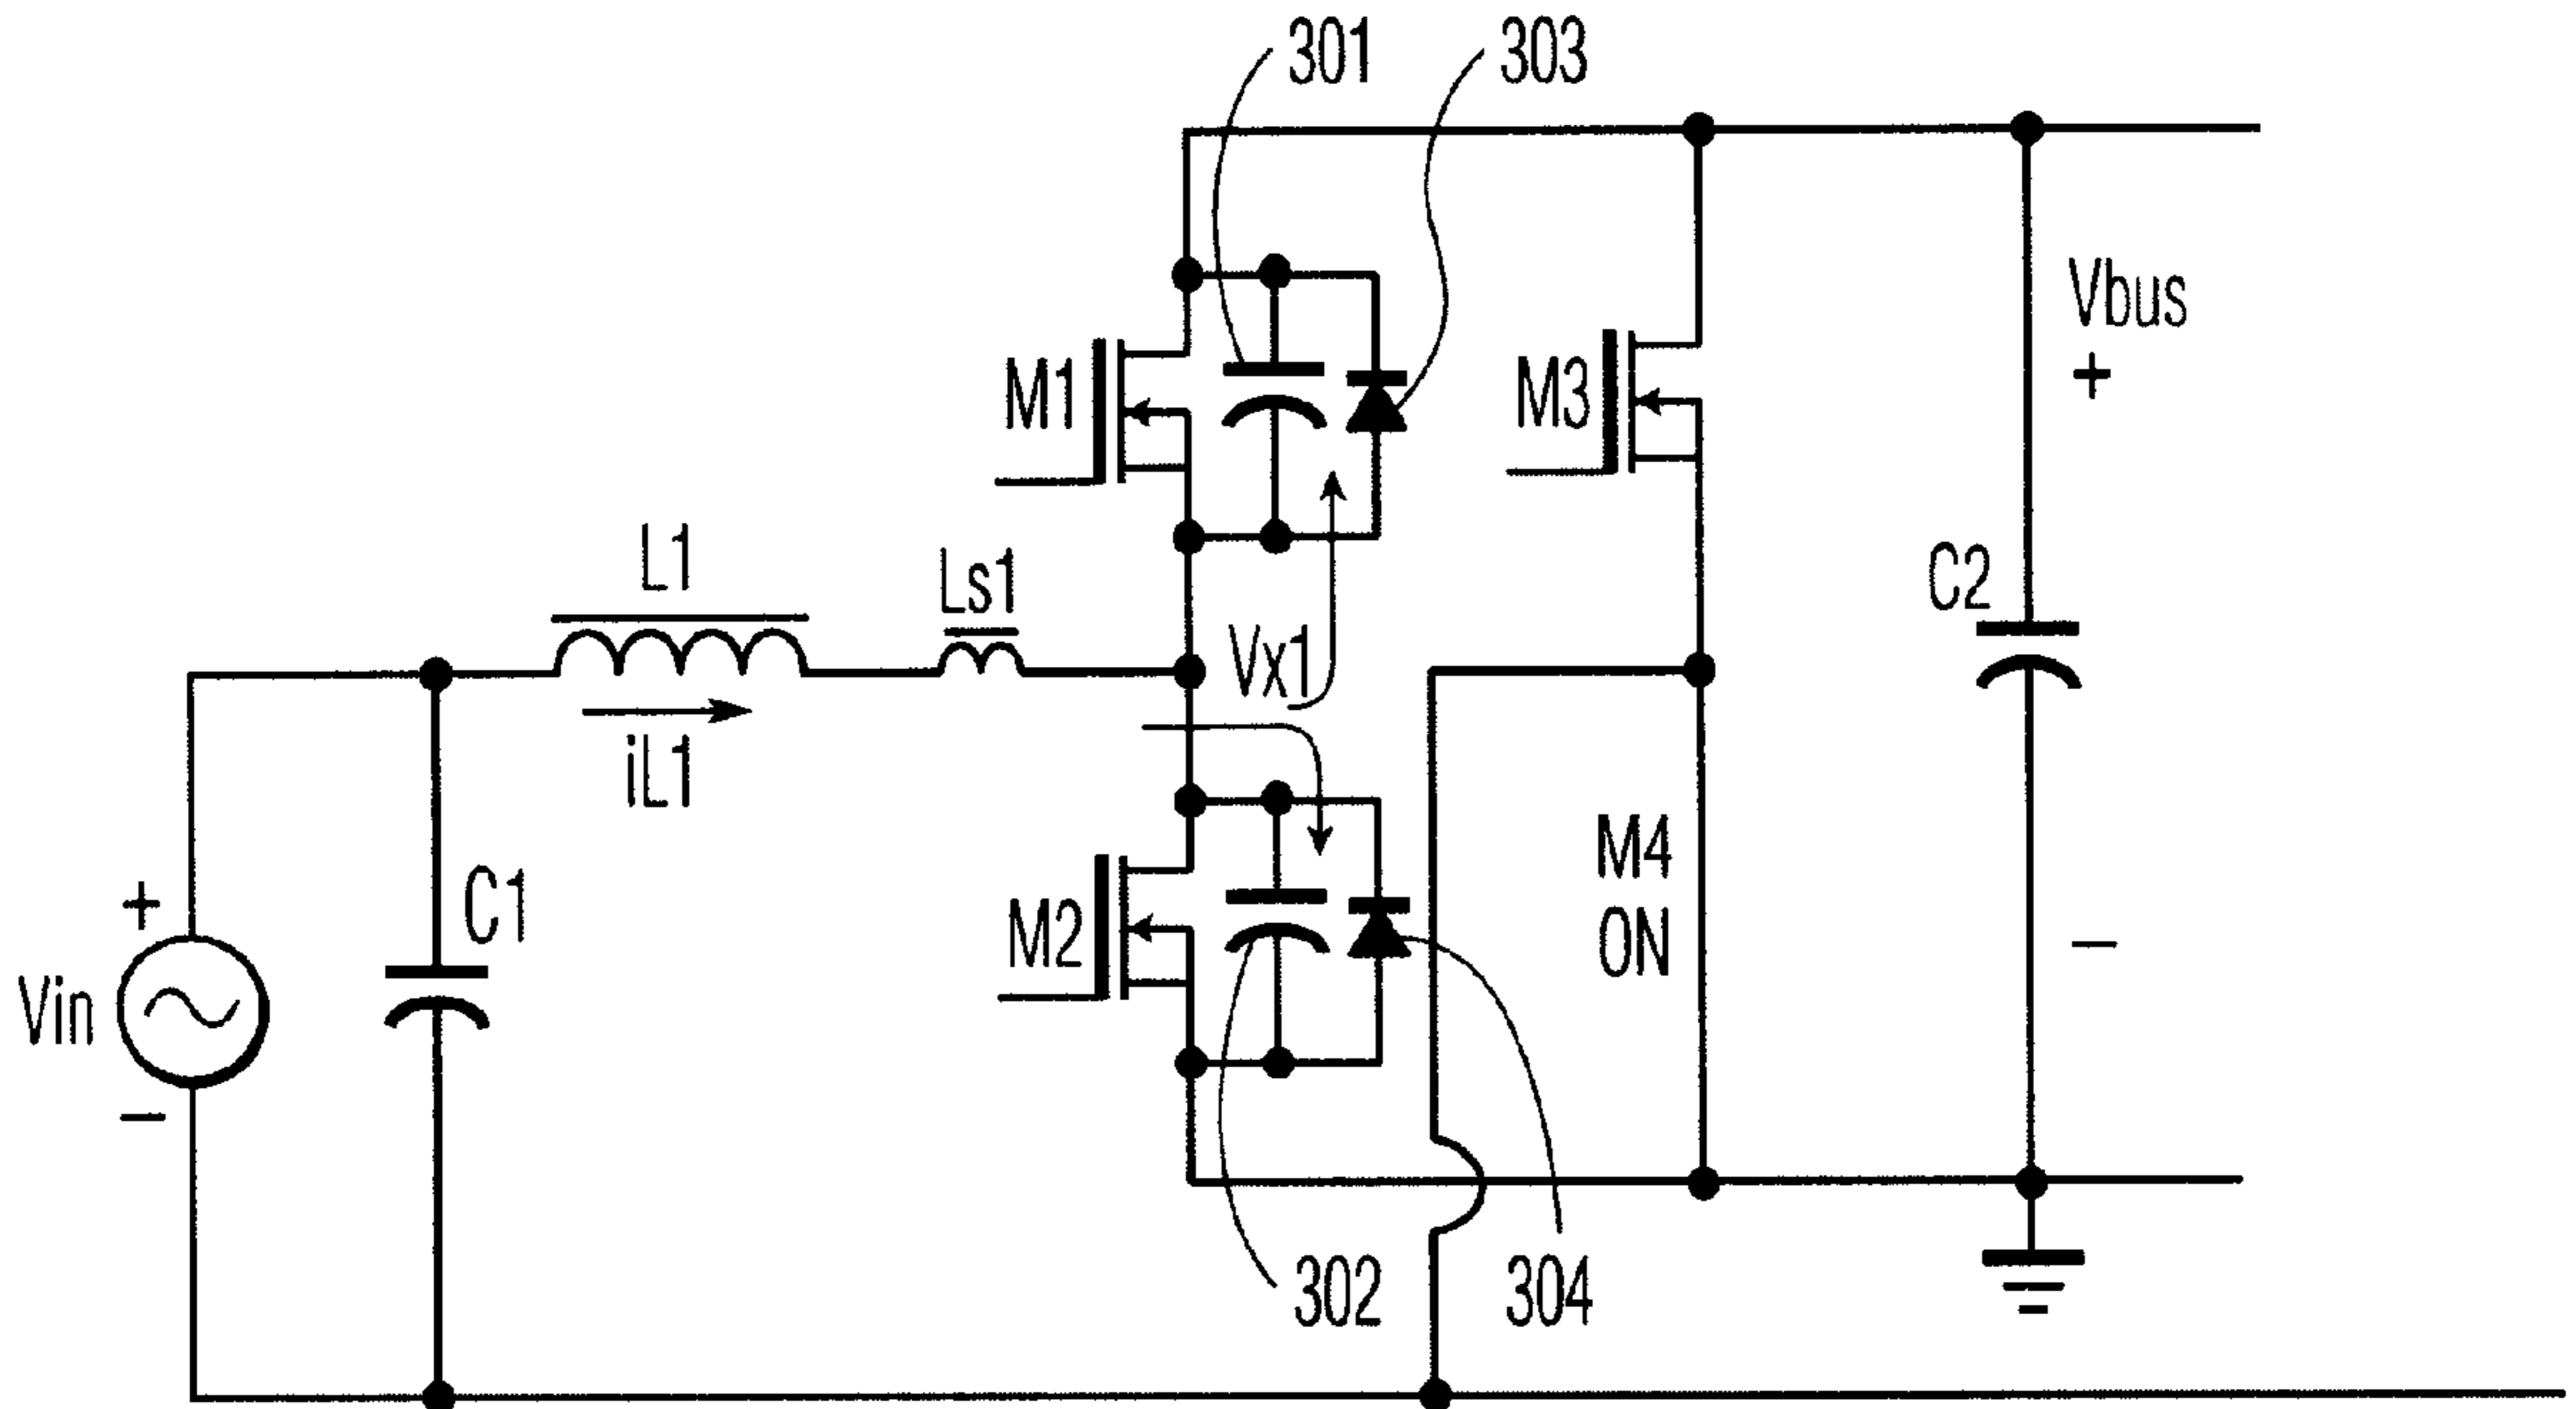 301
303
Vbus
+
M1
M3
L1
Ls1
C2
Vx1
iL1
M4
ON
C1
M2
+
−
Vin
−
302
304